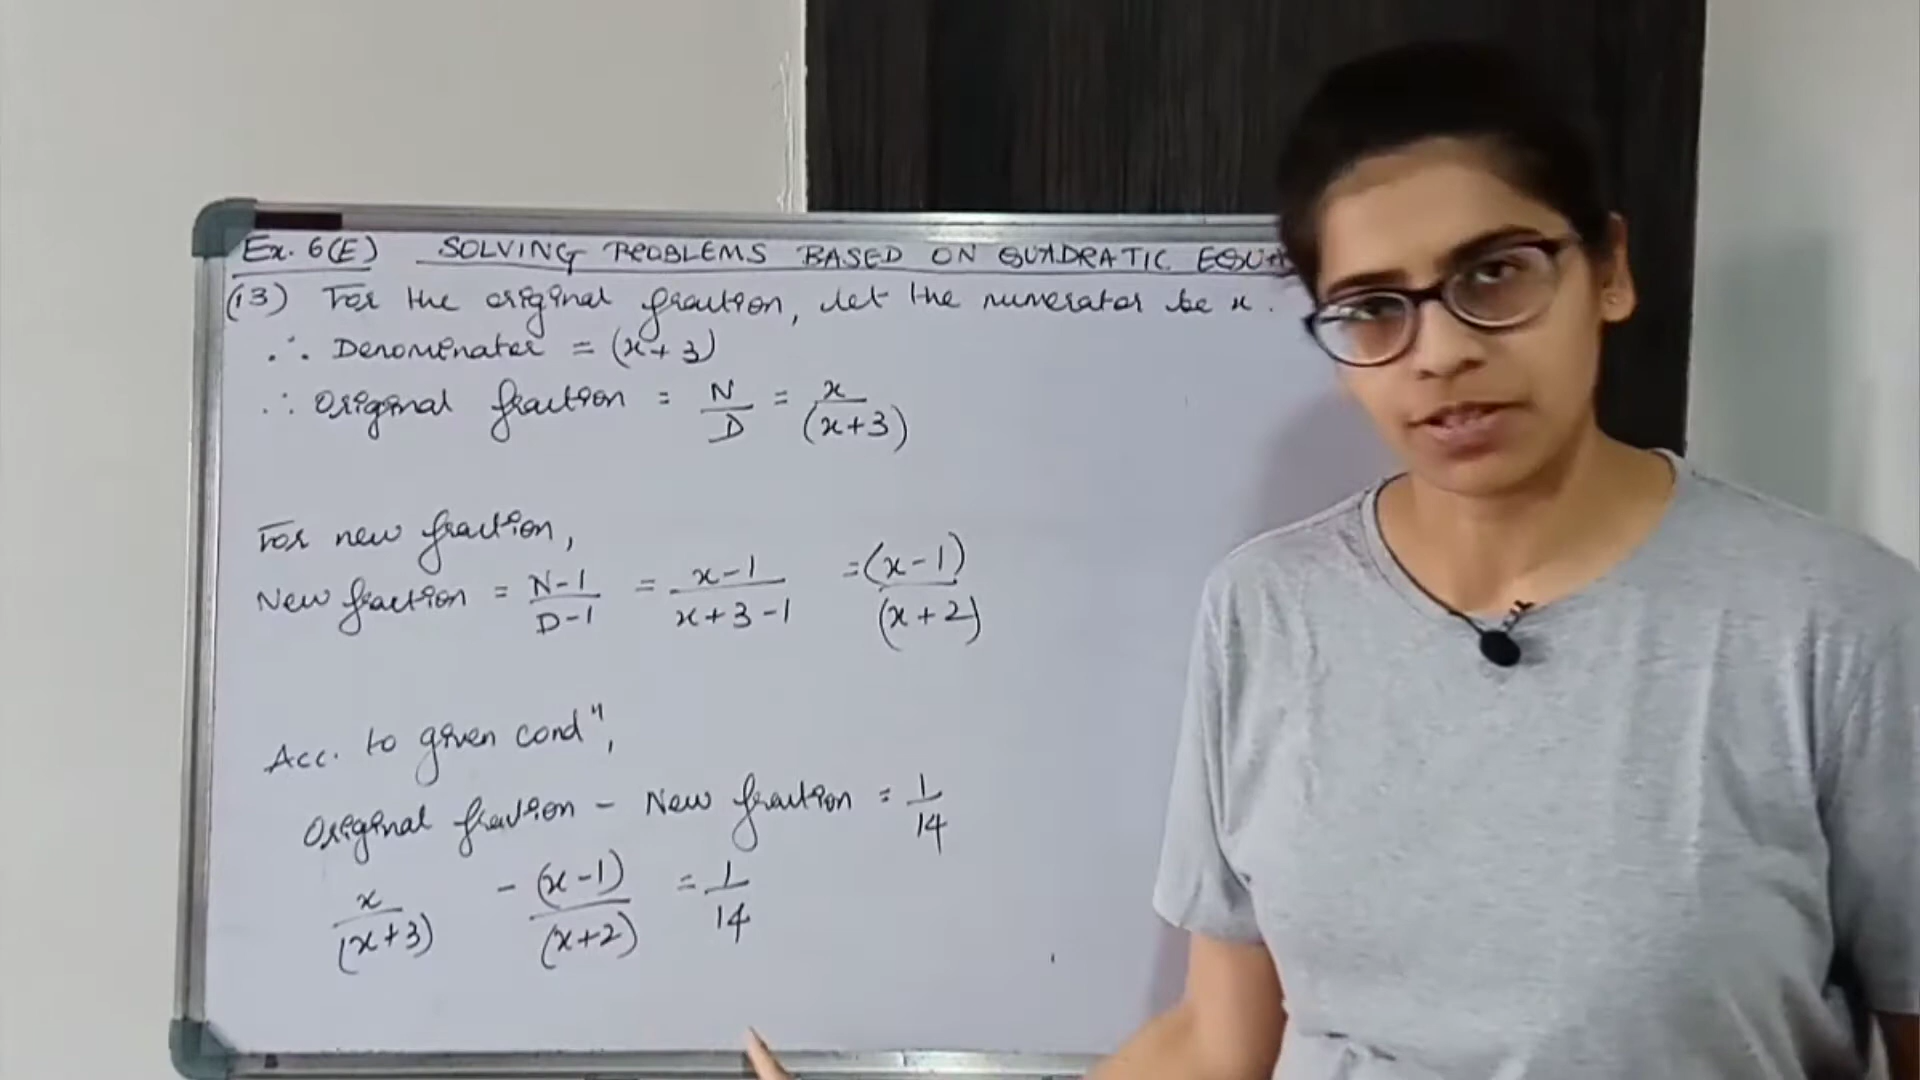 Ex. 6(E) SOLVING PROBLEMS BASED ON QUADRATIC EQUA
(13) For the original fraction, let the numerator be x.
∴ Denominator = (x+3)
∴ Original fraction = N/D = x/(x+3)
For new fraction,
New fraction = N-1/D-1 = x-1/x+3-1 = (x-1)/(x+2)
Acc. to given condⁿ,
Original fraction - New fraction = 1/14
x/(x+3) - (x-1)/(x+2) = 1/14